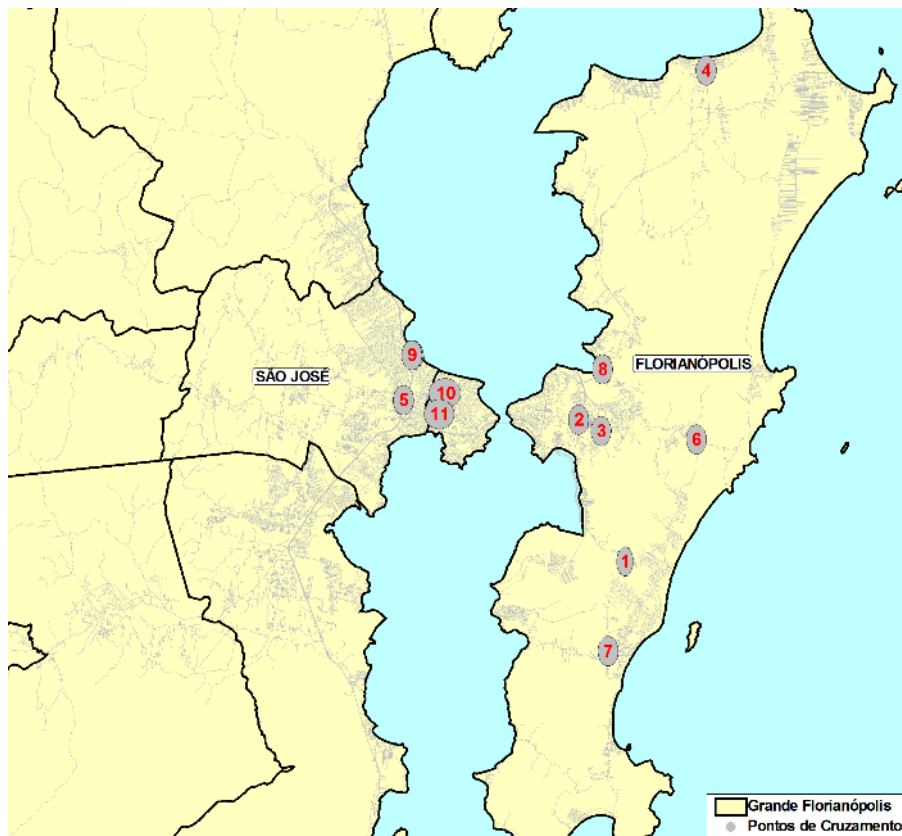 4
9
8
FLORIANÓPOLIS
SÃO JOSÉ
10
5
11
2
3
6
1
7
Grande Florianópolis
Pontos de Cruzamento